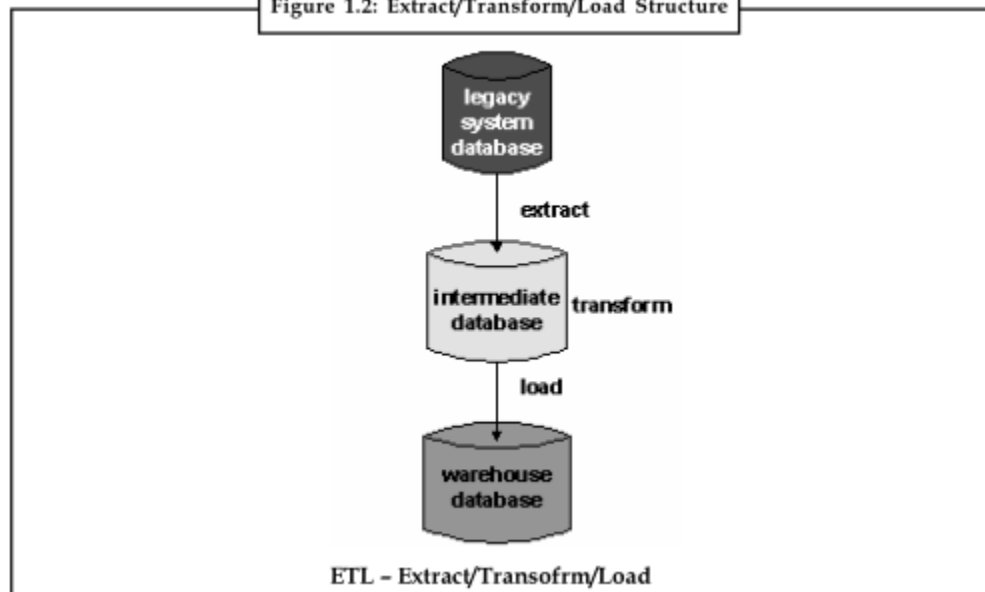 Figure 1.2: Extract/Transform/Load Structure
legacy
system
database
extract
intermediate
database
transform
load
warehouse
database
ETL – Extract/Transofrm/Load